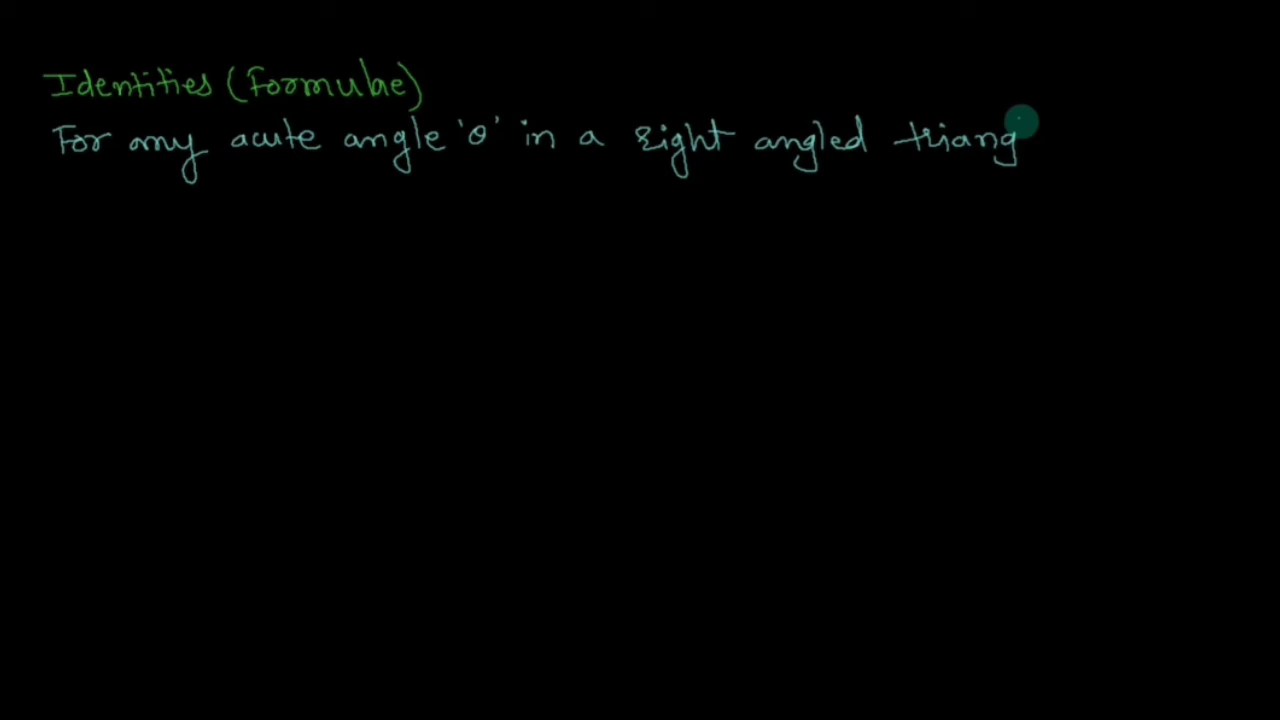 Identities (Formulae)
For any acute angle 'θ' in a right angled triang